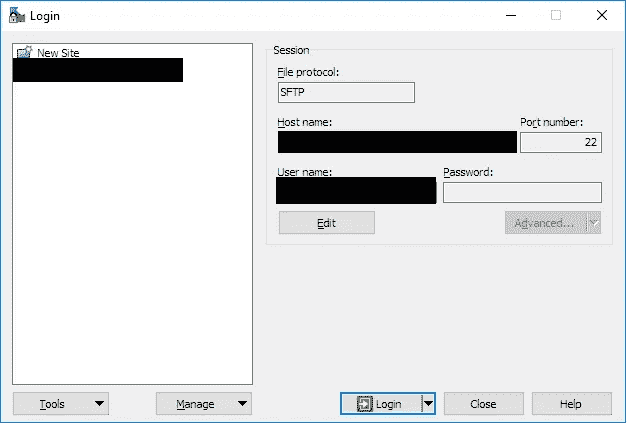 Login
New Site
Session
File protocol:
SFTP
Host name:
Port number:
22
User name:
Password:
Edit
Advanced...
Tools
Manage
Login
Close
Help